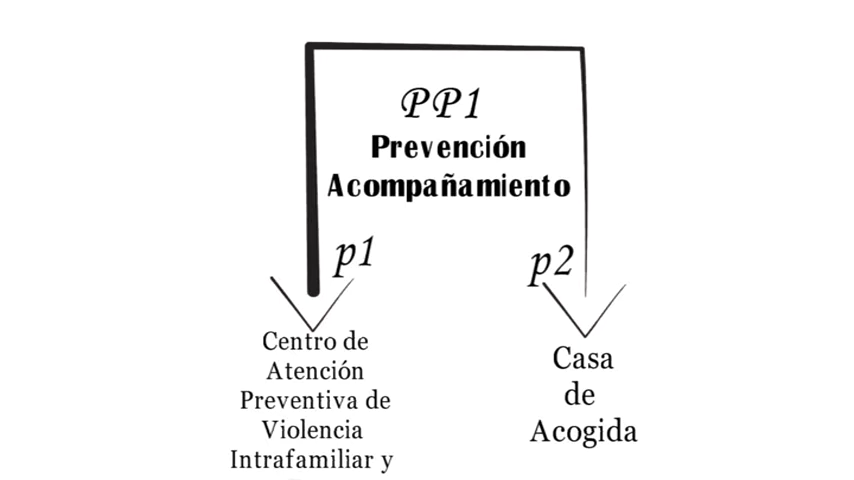 PP1
Prevención
Acompañamiento
p1
p2
Centro de
Atención
Preventiva de
Violencia
Intrafamiliar y
Casa
de
Acogida